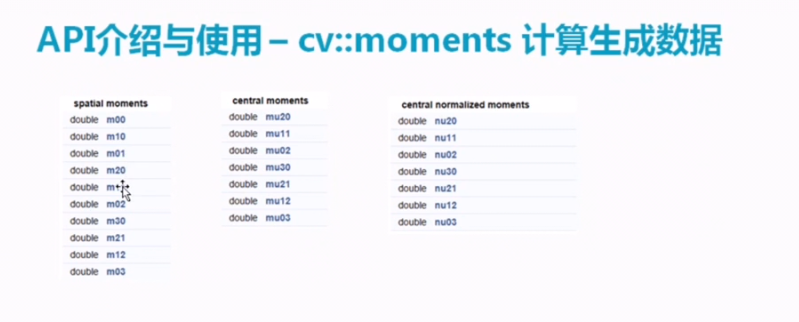 API介绍与使用 – cv::moments 计算生成数据
spatial moments
double m00
double m10
double m01
double m20
double
double m02
double m30
double m21
double m12
double m03
central moments
double mu20
double mu11
double mu02
double mu30
double mu21
double mu12
double mu03
central normalized moments
double nu20
double nu11
double nu02
double nu30
double nu21
double nu12
double nu03